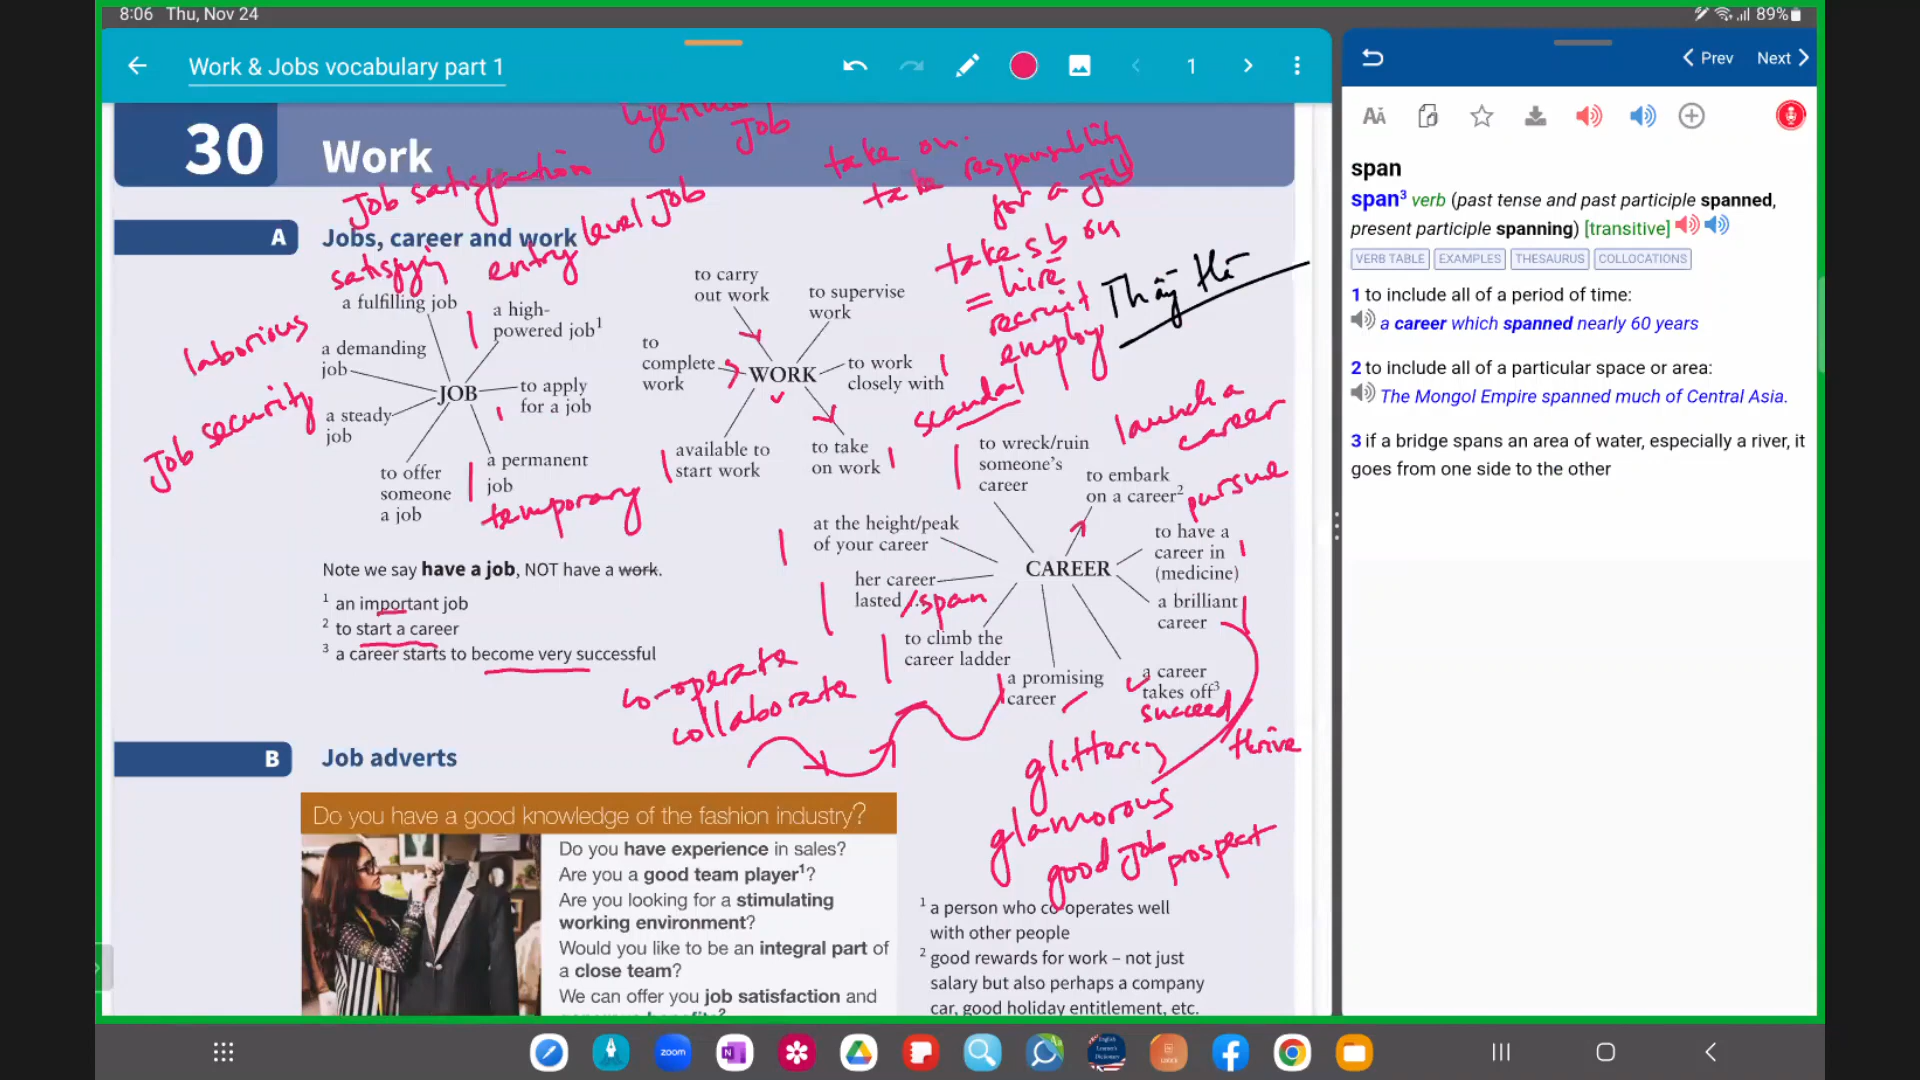 8:06 Thu, Nov 24
89%
Work & Jobs vocabulary part 1
1
Prev
Next
30
Work
lifetime
Job
take on
take responsibility
for a Job
Job satisfaction
entry level Job
A
Jobs, career and work
satisfying
a fulfilling job
a high-
powered job¹
laborious
a demanding
job
JOB
to apply
for a job
Job security
a steady
job
to offer
someone
a job
a permanent
job
temporary
to carry
out work
to supervise
work
to
complete
work
WORK
to work
closely with
available to
start work
to take
on work
take sb on
= hire
recruit
employ
Thầy Hà
scandal
launch a
career
to wreck/ruin
someone's
career
to embark
on a career²
pursue
at the height/peak
of your career
to have a
career in
(medicine)
CAREER
her career
lasted ...
/span
a brilliant
career
to climb the
career ladder
a promising
career
a career
takes off³
succeed
thrive
glittering
glamorous
good Job prospect
co-operate
collaborate
Note we say have a job, NOT have a work.
¹ an important job
² to start a career
³ a career starts to become very successful
B
Job adverts
Do you have a good knowledge of the fashion industry?
Do you have experience in sales?
Are you a good team player¹?
Are you looking for a stimulating
working environment?
Would you like to be an integral part of
a close team?
We can offer you job satisfaction and
generous benefits²
¹ a person who co-operates well
with other people
² good rewards for work – not just
salary but also perhaps a company
car, good holiday entitlement, etc.
span
span³ verb (past tense and past participle spanned,
present participle spanning) [transitive]
VERB TABLE
EXAMPLES
THESAURUS
COLLOCATIONS
1 to include all of a period of time:
a career which spanned nearly 60 years
2 to include all of a particular space or area:
The Mongol Empire spanned much of Central Asia.
3 if a bridge spans an area of water, especially a river, it
goes from one side to the other
zoom